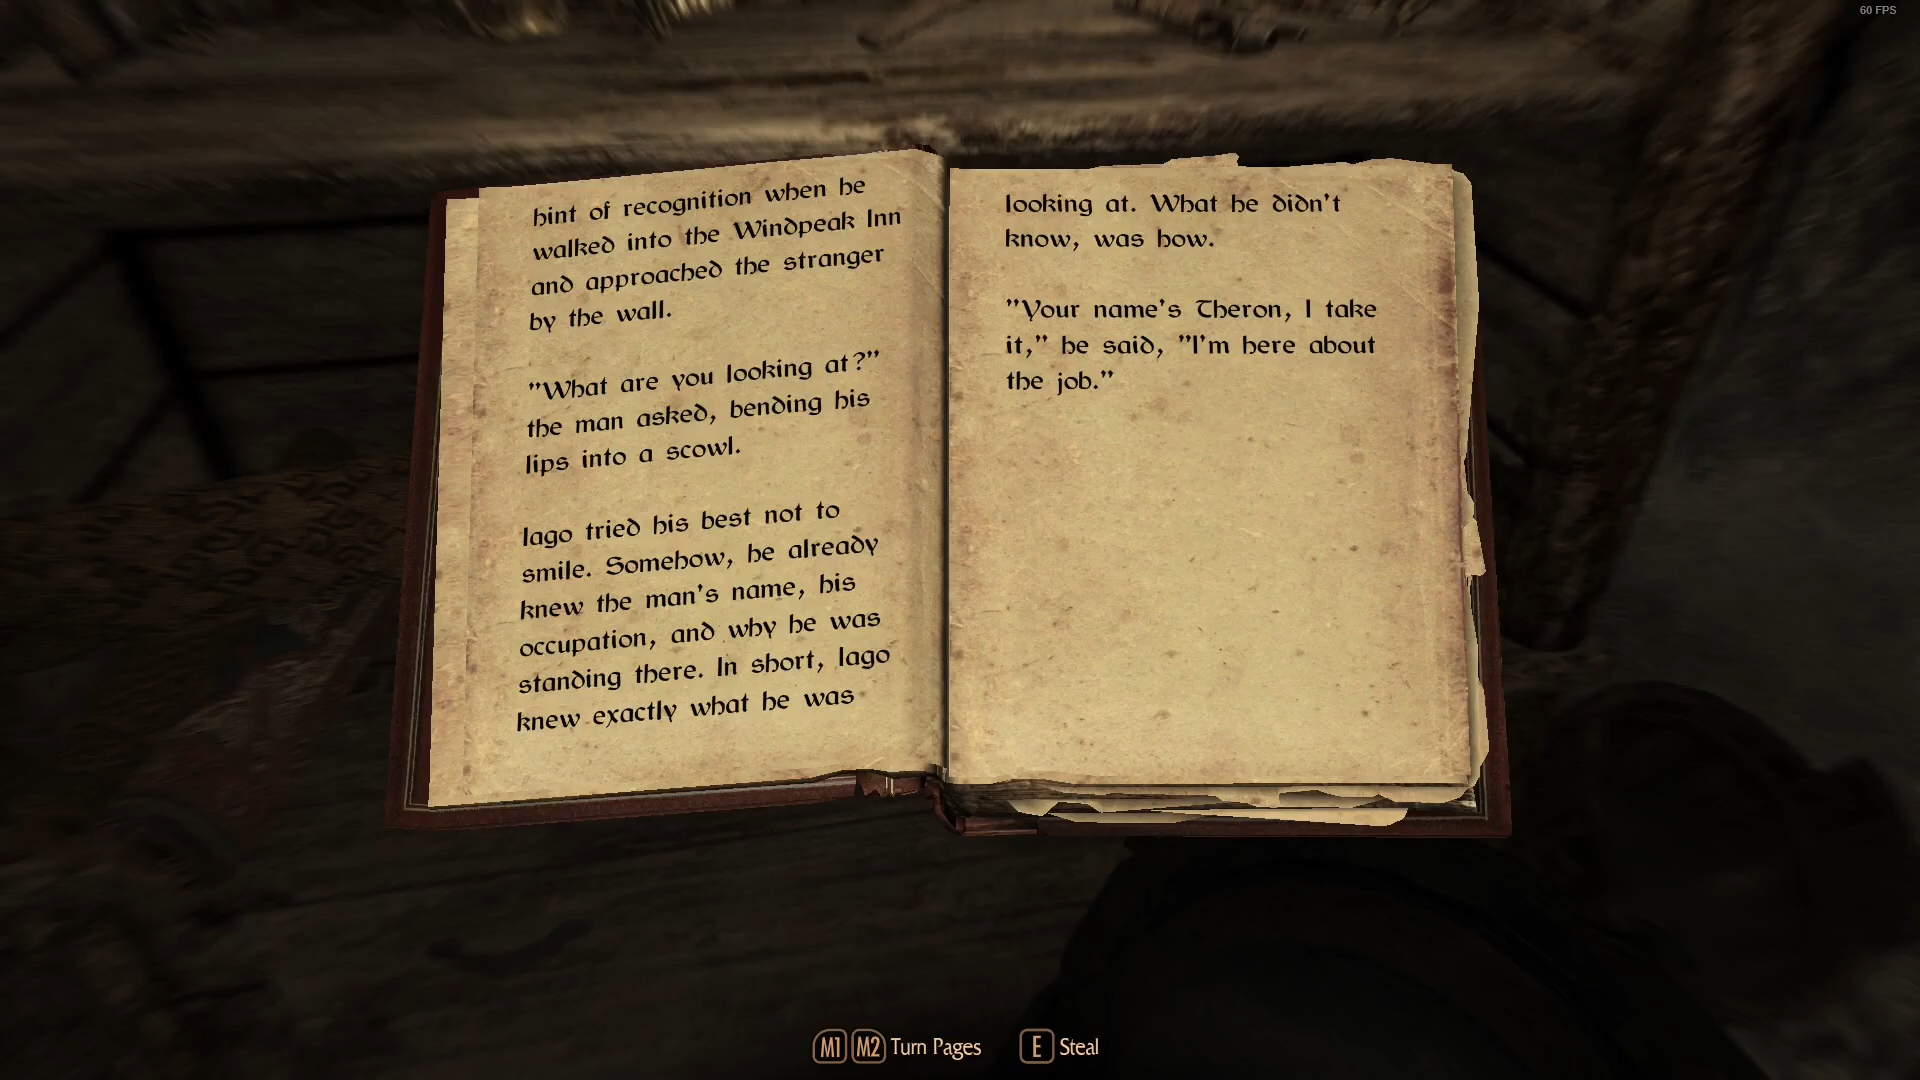 60 FPS
hint of recognition when he
walked into the Windpeak Inn
and approached the stranger
by the wall.
"What are you looking at?"
the man asked, bending his
lips into a scowl.
Iago tried his best not to
smile. Somehow, he already
knew the man's name, his
occupation, and why he was
standing there. In short, Iago
knew exactly what he was
looking at. What he didn't
know, was how.
"Your name's Theron, I take
it," he said, "I'm here about
the job."
M1 M2 Turn Pages E Steal